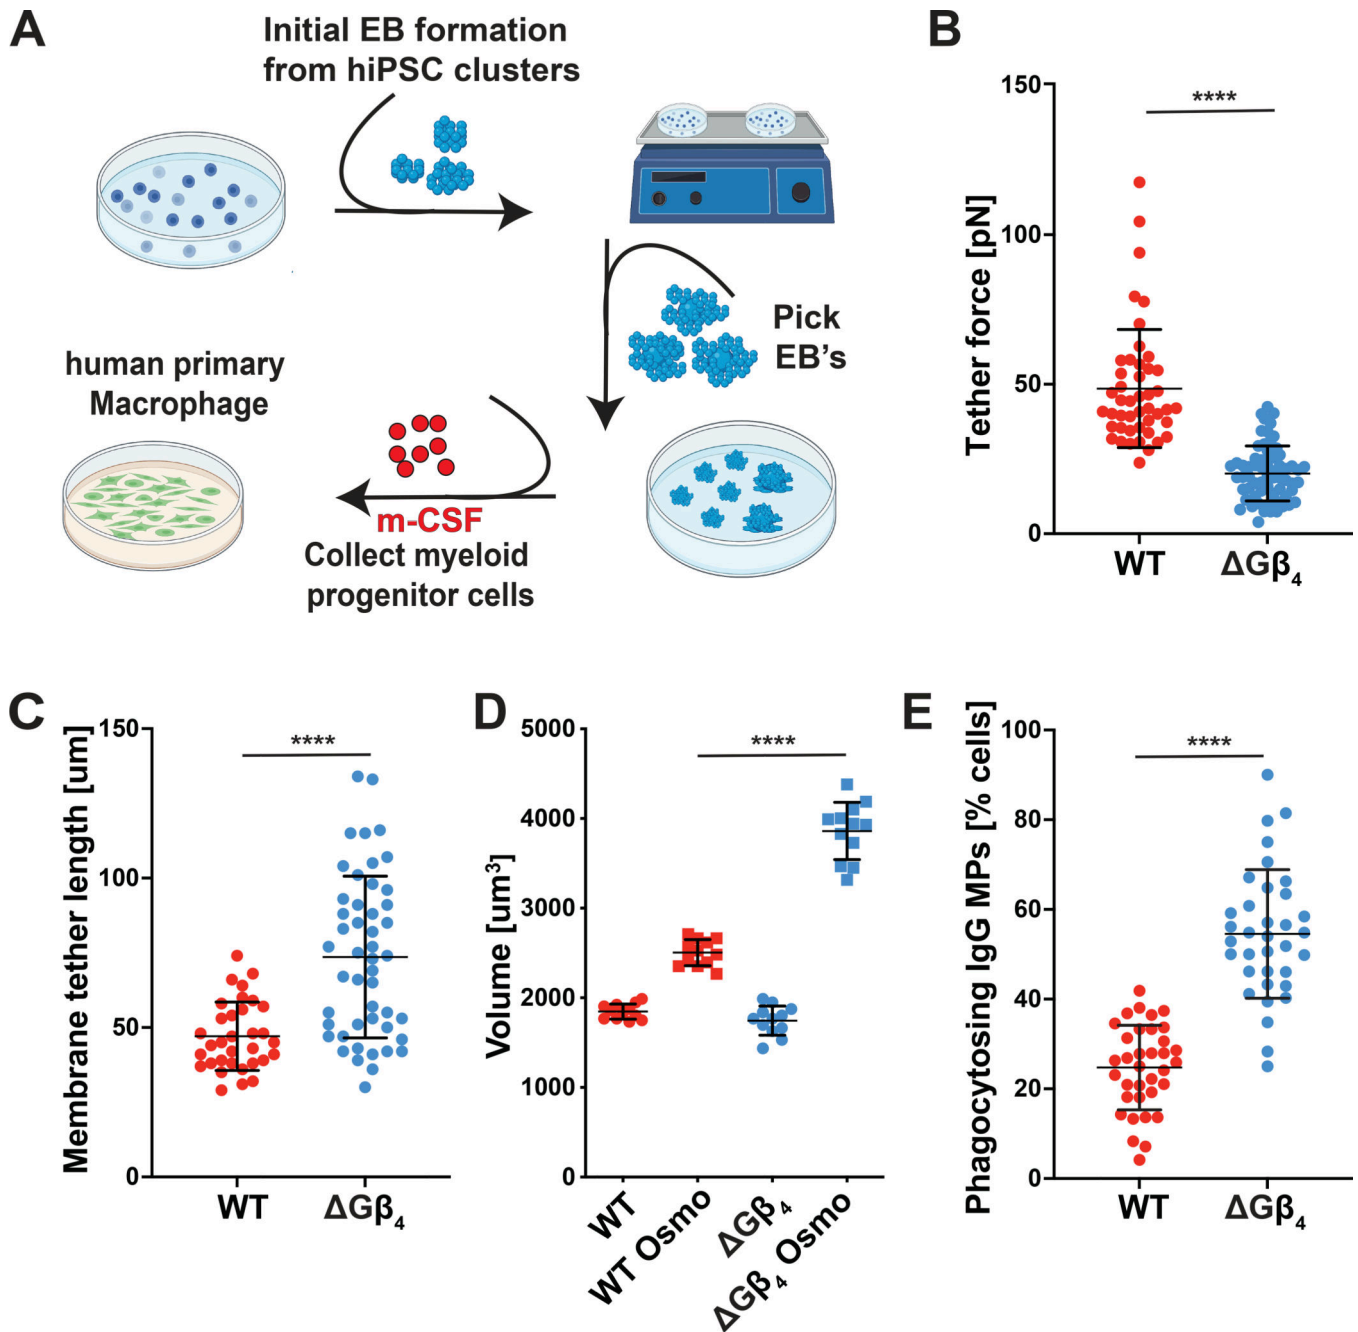 A
Initial EB formation
from hiPSC clusters
Pick
EB's
human primary
Macrophage
m-CSF
Collect myeloid
progenitor cells
B
Tether force [pN]
150
100
50
0
****
WT
ΔGβ₄
C
Membrane tether length [um]
150
100
50
0
****
WT
ΔGβ₄
D
Volume [um³]
5000
4000
3000
2000
1000
0
****
WT
WT Osmo
ΔGβ₄
ΔGβ₄ Osmo
E
Phagocytosing IgG MPs [% cells]
100
80
60
40
20
0
****
WT
ΔGβ₄